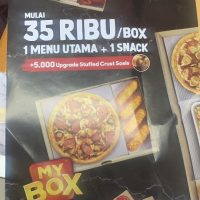 MULAI
35 RIBU/BOX
1 MENU UTAMA + 1 SNACK
+5.000 Upgrade Stuffed Crust Sosis
MY
BOX